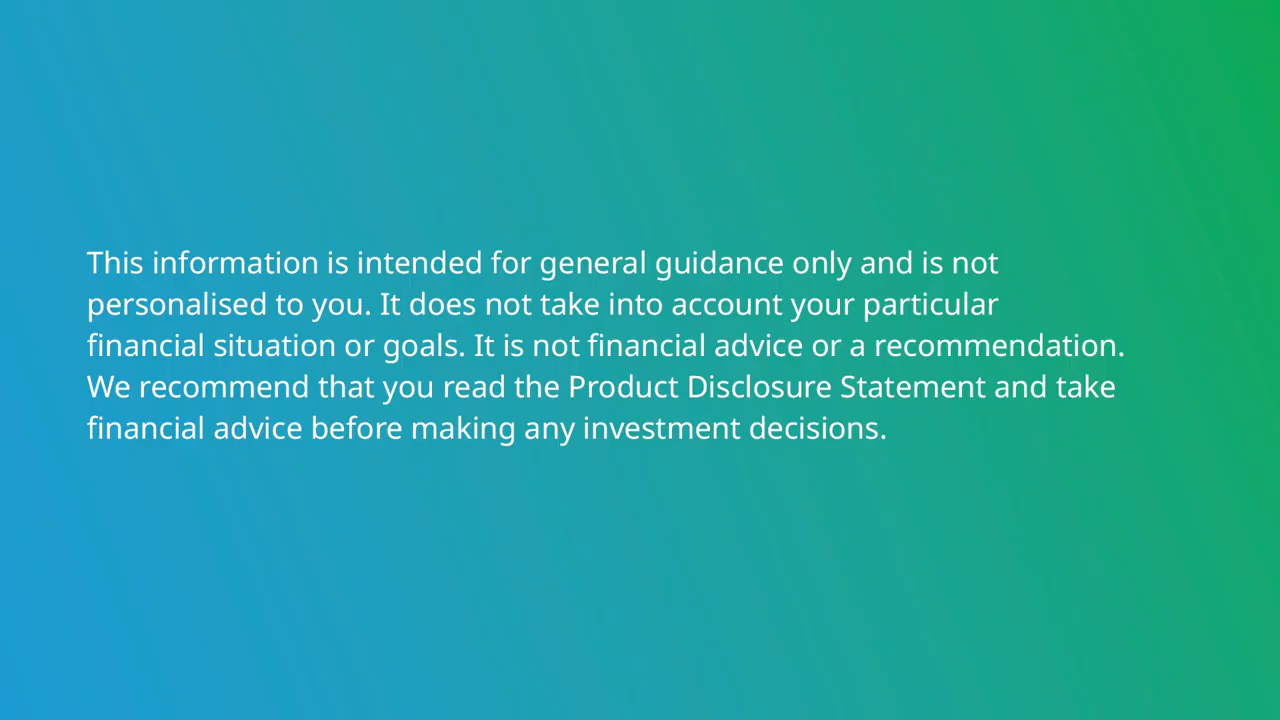 This information is intended for general guidance only and is not
personalised to you. It does not take into account your particular
financial situation or goals. It is not financial advice or a recommendation.
We recommend that you read the Product Disclosure Statement and take
financial advice before making any investment decisions.